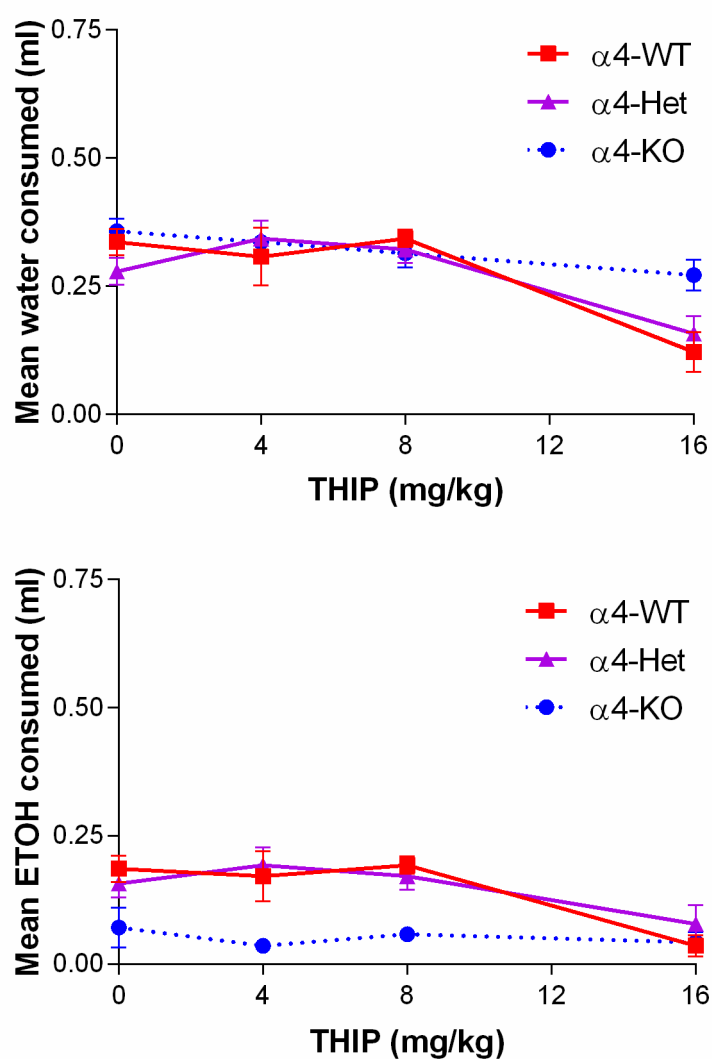 Mean water consumed (ml)
0.75
0.50
0.25
0.00
α4-WT
α4-Het
α4-KO
0 4 8 12 16
THIP (mg/kg)
Mean ETOH consumed (ml)
0.75
0.50
0.25
0.00
α4-WT
α4-Het
α4-KO
0 4 8 12 16
THIP (mg/kg)